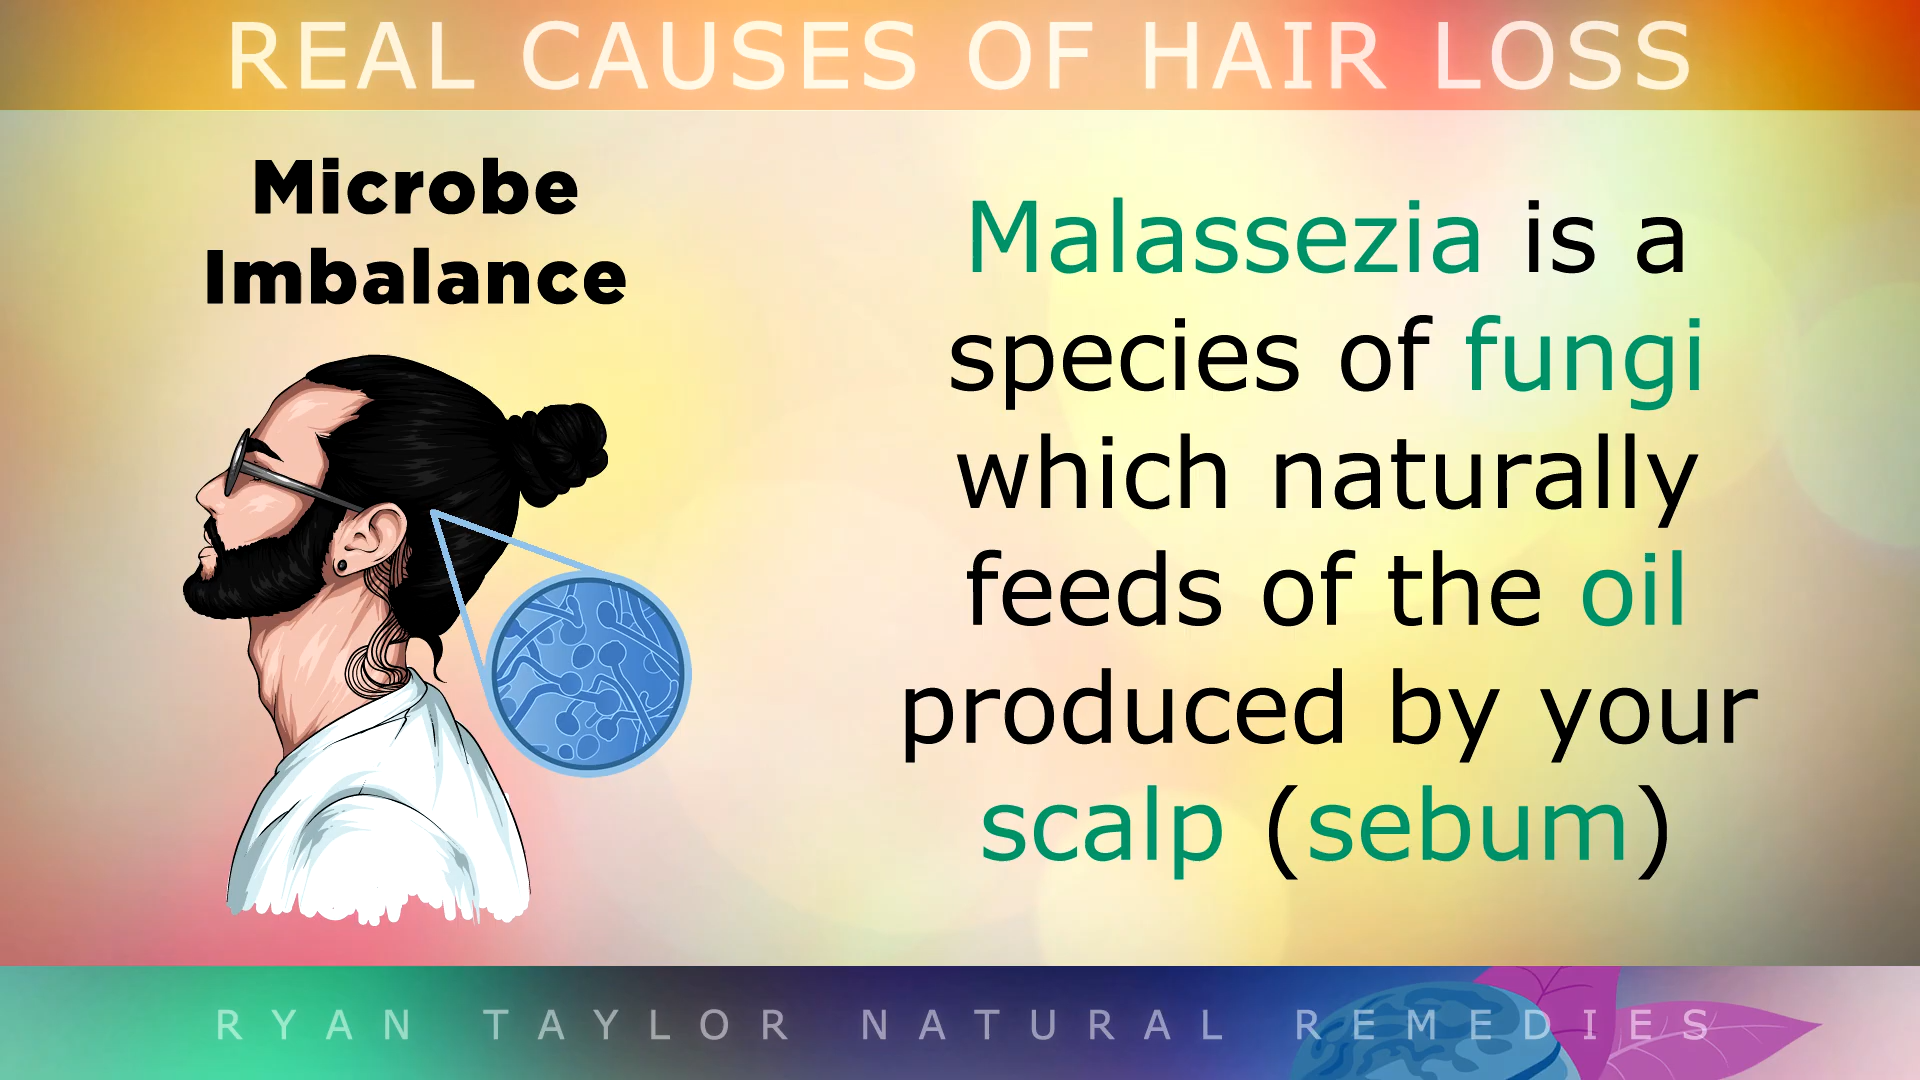 REAL CAUSES OF HAIR LOSS
Microbe
Imbalance
Malassezia is a
species of fungi
which naturally
feeds of the oil
produced by your
scalp (sebum)
RYAN TAYLOR NATURAL REMEDIES